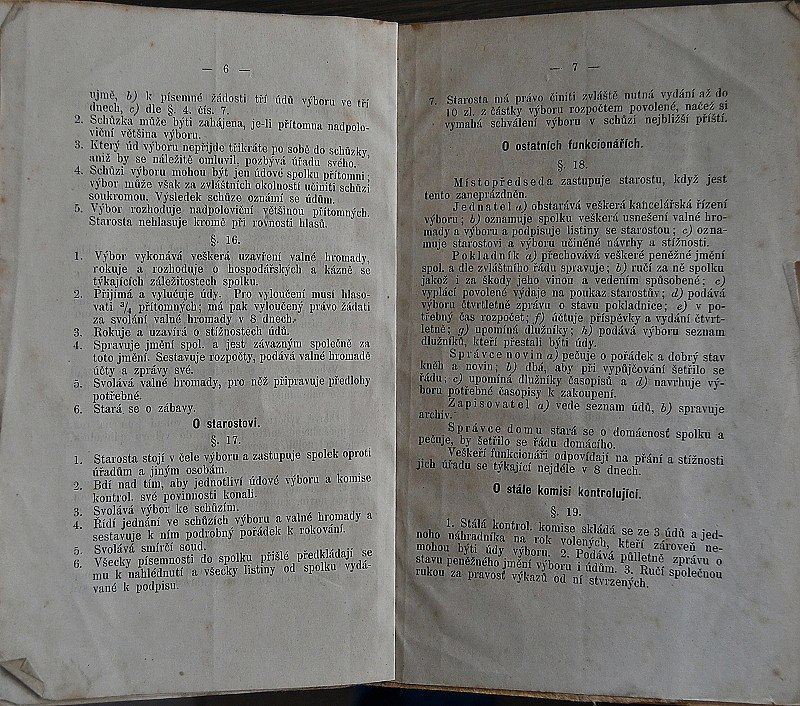 — 6 —
ujmě, b) k písemné žádosti tří údů výboru ve tří
dnech, c) dle §. 4. čís. 7.
2. Schůzka může býti zahájena, je-li přítomna nadpolo-
viční většina výboru.
3. Který úd výboru nepřijde třikráte po sobě do schůzky,
aniž by se náležitě omluvil, pozbývá úřadu svého.
4. Schůzi výboru mohou být jen údové spolku přítomni;
výbor může však za zvláštních okolností učiniti schůzi
soukromou. Výsledek schůze oznámí se údům.
5. Výbor rozhoduje nadpoloviční většinou přítomných.
Starosta nehlasuje kromě při rovnosti hlasů.
§. 16.
1. Výbor vykonává veškerá uzavření valné hromady,
rokuje a rozhoduje o hospodářských a kázně se
týkajících záležitostech spolku.
2. Přijímá a vylučuje údy. Pro vyloučení musí hlaso-
vati ¾ přítomných; má pak vyloučený právo žádati
za svolání valné hromady v 8 dnech.
3. Rokuje a uzavírá o stížnostech údů.
4. Spravuje jmění spol. a jest závazným společně za
toto jmění. Sestavuje rozpočty, podává valné hromadě
účty a zprávy své.
5. Svolává valné hromady, pro něž připravuje předlohy
potřebné.
6. Stará se o zábavy.
O starostovi.
§. 17.
1. Starosta stojí v čele výboru a zastupuje spolek oproti
úřadům a jiným osobám.
2. Bdí nad tím, aby jednotliví údové výboru a komise
kontrol. své povinnosti konali.
3. Svolává výbor ke schůzím.
4. Řídí jednání ve schůzích výboru a valné hromady a
sestavuje k ním podrobný pořádek k rokování.
5. Svolává smírčí soud.
6. Všecky písemnosti do spolku přišlé předkládají se
mu k nahlédnutí a všecky listiny od spolku vydá-
vané k podpisu.
— 7 —
7. Starosta má právo činiti zvláště nutná vydání až do
10 zl. z částky výboru rozpočtem povolené, načež si
vymahá schválení výboru v schůzi nejbližší příští.
O ostatních funkcionářích.
§. 18.
Místopředseda zastupuje starostu, když jest
tento zaneprázdněn.
Jednatel a) obstarává veškerá kancelářská řízení
výboru; b) oznamuje spolku veškerá usnešení valné hro-
mady a výboru a podpisuje listiny se starostou; c) ozna-
muje starostovi a výboru učiněné návrhy a stížnosti.
Pokladník a) přechovává veškeré peněžné jmění
spol. a dle zvláštního řádu spravuje; b) ručí za ně spolku
jakož i za škody jeho vinou a vedením spůsobené; c)
vyplácí povolené výdaje na poukaz starostův; d) podává
výboru čtvrtletně zprávu o stavu pokladnice; e) v po-
třebný čas rozpočet; f) účtuje příspěvky a vydání čtvrt-
letně; g) upomíná dlužníky; h) podává výboru seznam
dlužníků, kteří přestali býti údy.
Správce novin a) pečuje o pořádek a dobrý stav
kněh a novin; b) dbá, aby při vypůjčování šetřilo se
řádu; c) upomíná dlužníky časopisů a d) navrhuje vý-
boru potřebné časopisy k zakoupení.
Zapisovatel a) vede seznam údů, b) spravuje
archiv.
Správce domu stará se o domácnosť spolku a
pečuje, by šetřilo se řádu domácího.
Veškeří funkcionáři odpovídají na přání a stížnosti
jich úřadu se týkající nejdéle v 8 dnech.
O stále komisi kontrolující.
§. 19.
1. Stálá kontrol. komise skládá se ze 3 údů a jed-
noho náhradníka na rok volených, kteří zároveň ne-
mohou býti údy výboru. 2. Podává půlletně zprávu o
stavu peněžného jmění výboru i údům. 3. Ručí společnou
rukou za pravosť výkazů od ní stvrzených.